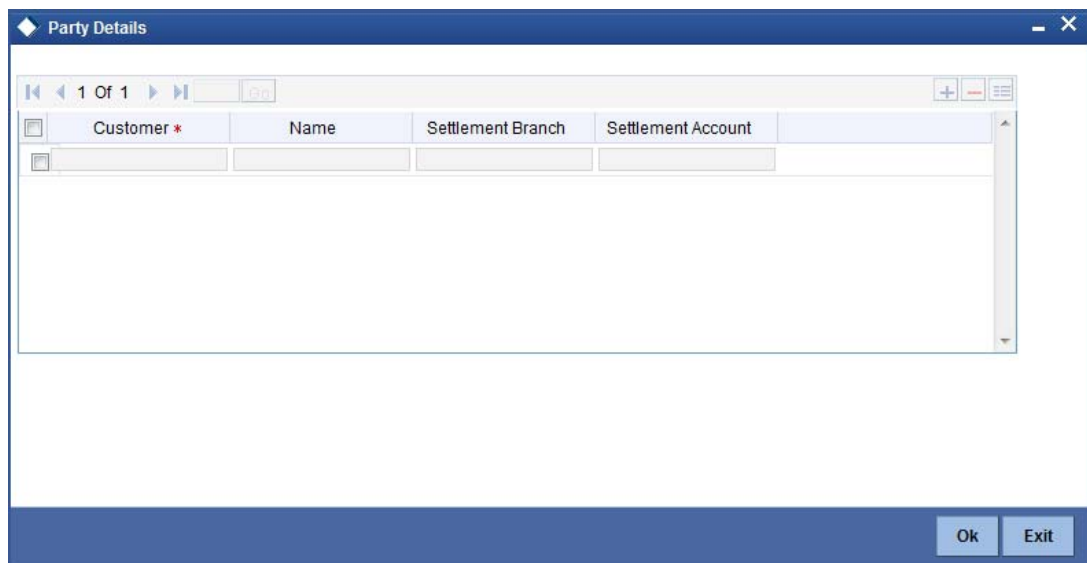 Party Details
1 Of 1 Go
Customer * Name Settlement Branch Settlement Account
Ok Exit